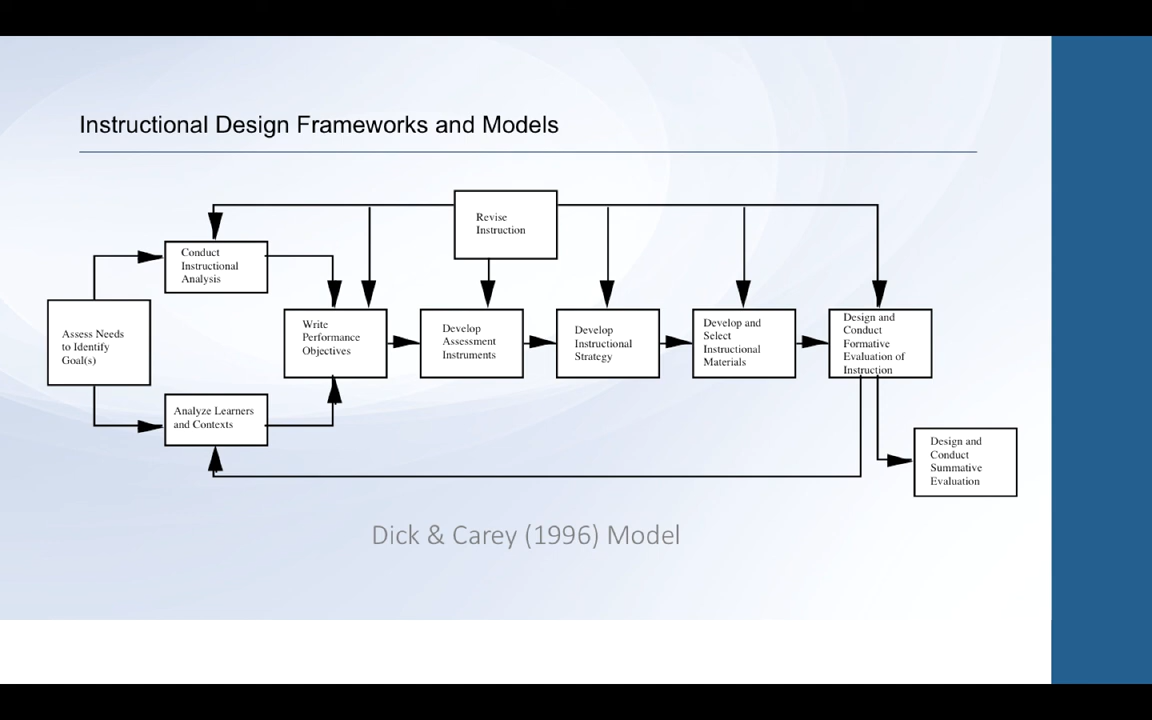 Instructional Design Frameworks and Models
Revise
Instruction
Conduct
Instructional
Analysis
Assess Needs
to Identify
Goal(s)
Write
Performance
Objectives
Develop
Assessment
Instruments
Develop
Instructional
Strategy
Develop and
Select
Instructional
Materials
Design and
Conduct
Formative
Evaluation of
Instruction
Analyze Learners
and Contexts
Design and
Conduct
Summative
Evaluation
Dick & Carey (1996) Model